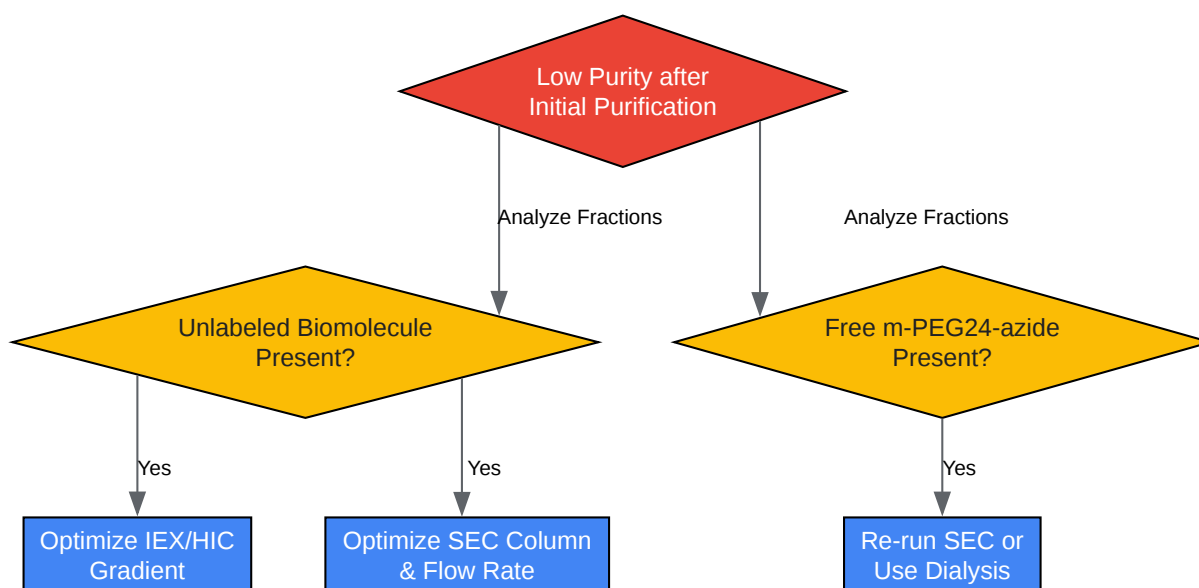 Low Purity after
Initial Purification
Analyze Fractions
Analyze Fractions
Unlabeled Biomolecule
Present?
Free m-PEG24-azide
Present?
Yes
Yes
Yes
Optimize IEX/HIC
Gradient
Optimize SEC Column
& Flow Rate
Re-run SEC or
Use Dialysis